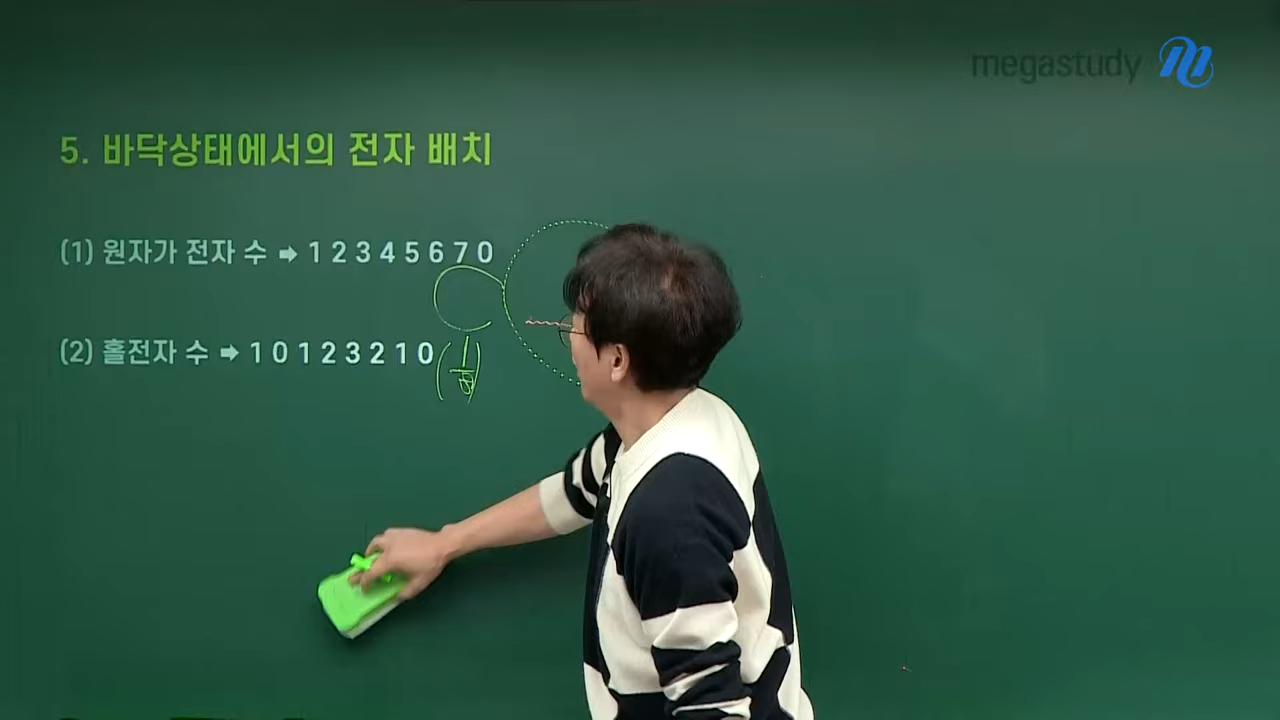 megastudy
5. 바닥상태에서의 전자 배치
(1) 원자가 전자 수 ➡ 1 2 3 4 5 6 7 0
(2) 홀전자 수 ➡ 1 0 1 2 3 2 1 0